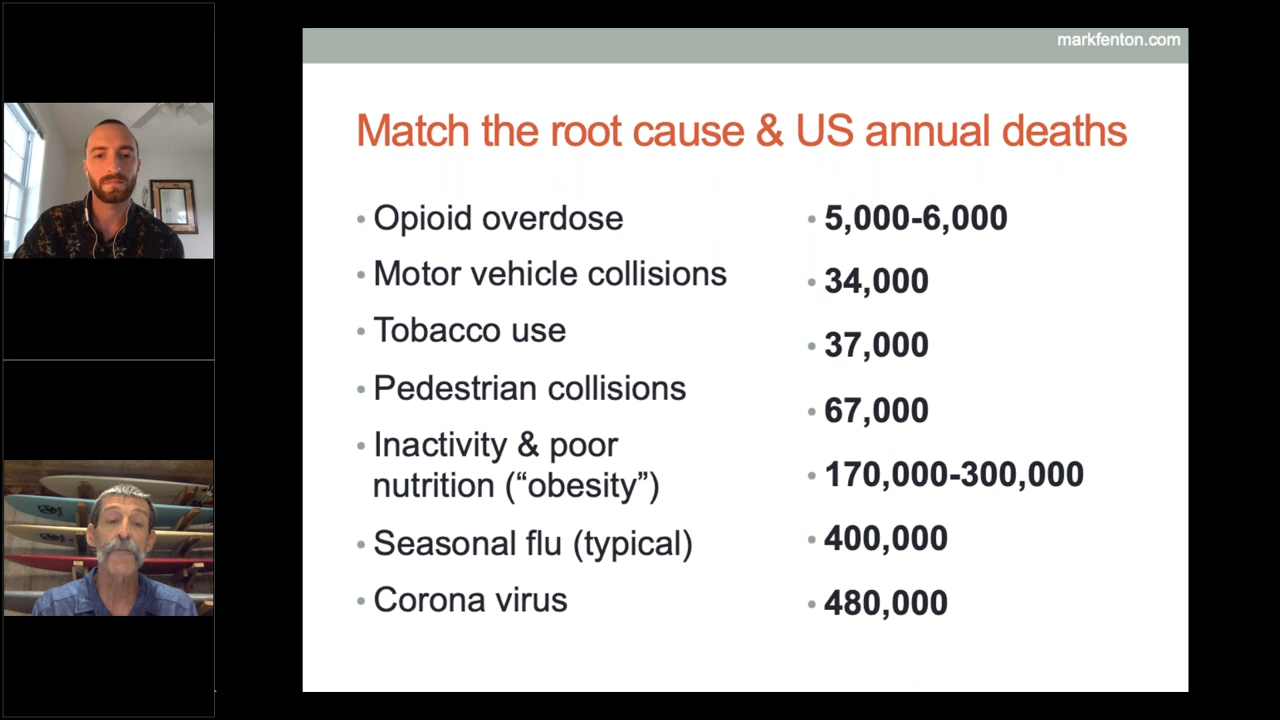 markfenton.com
Match the root cause & US annual deaths
• Opioid overdose
• Motor vehicle collisions
• Tobacco use
• Pedestrian collisions
• Inactivity & poor
nutrition (“obesity”)
• Seasonal flu (typical)
• Corona virus
• 5,000-6,000
• 34,000
• 37,000
• 67,000
• 170,000-300,000
• 400,000
• 480,000